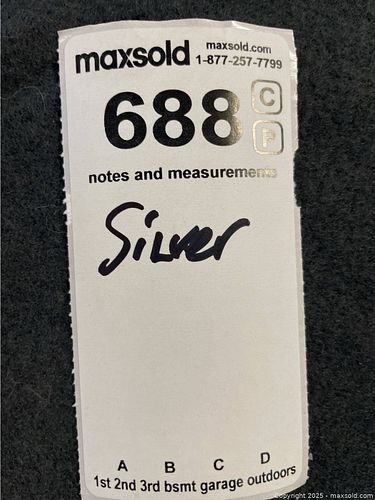 maxsold maxsold.com
1-877-257-7799
688 C
P
notes and measurements
Silver
A B C D
1st 2nd 3rd bsmt garage outdoors
Copyright 2025 - maxsold.com